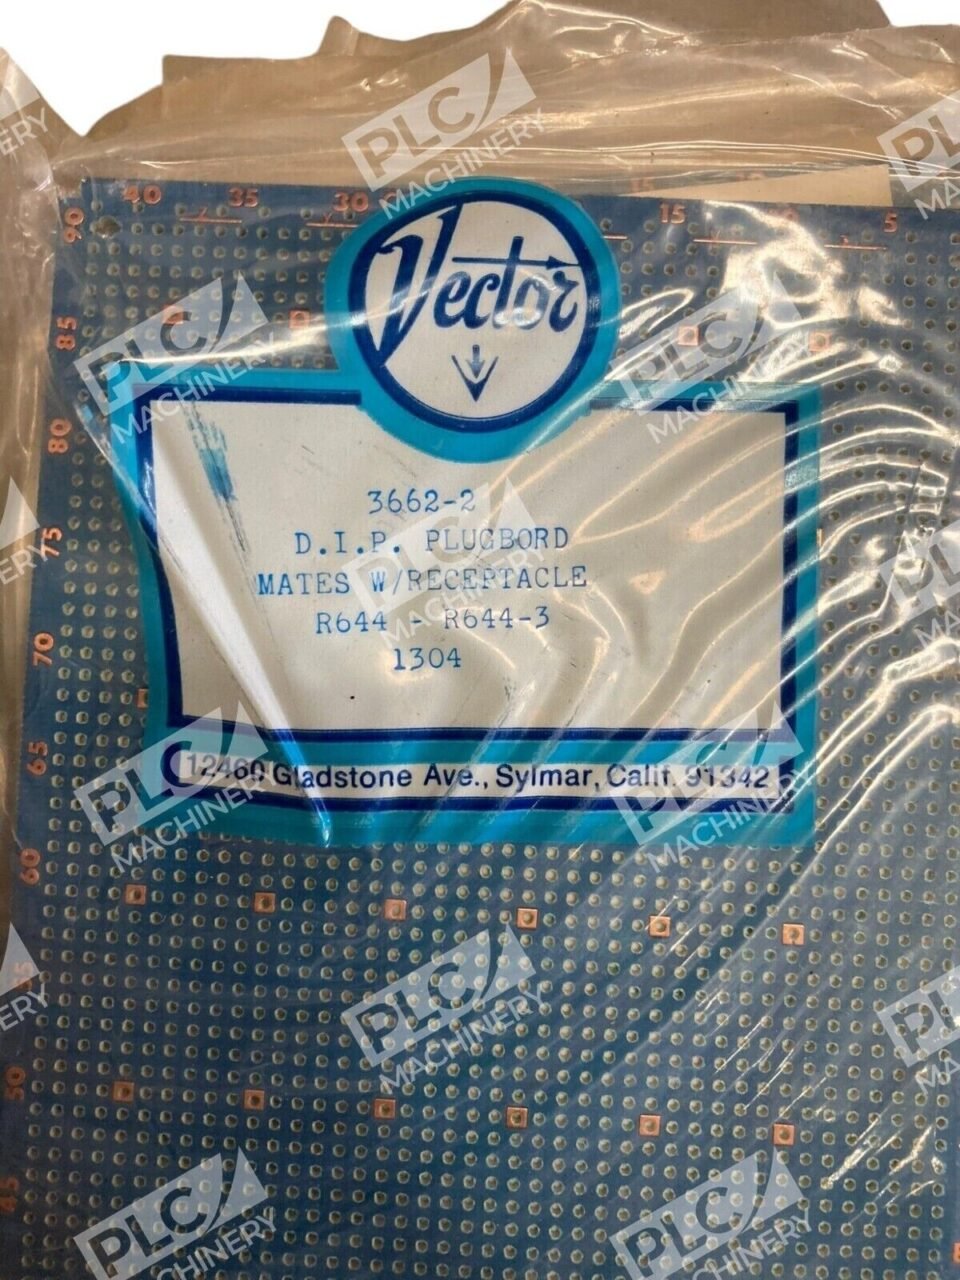 40 35 30 15 10 5
90
Vector
85
80
3662-2
D.I.P. PLUGBORD
MATES W/RECEPTACLE
R644 - R644-3
1304
75
70
65
12460 Gladstone Ave., Sylmar, Calif. 91342
60
50
45
PLC MACHINERY